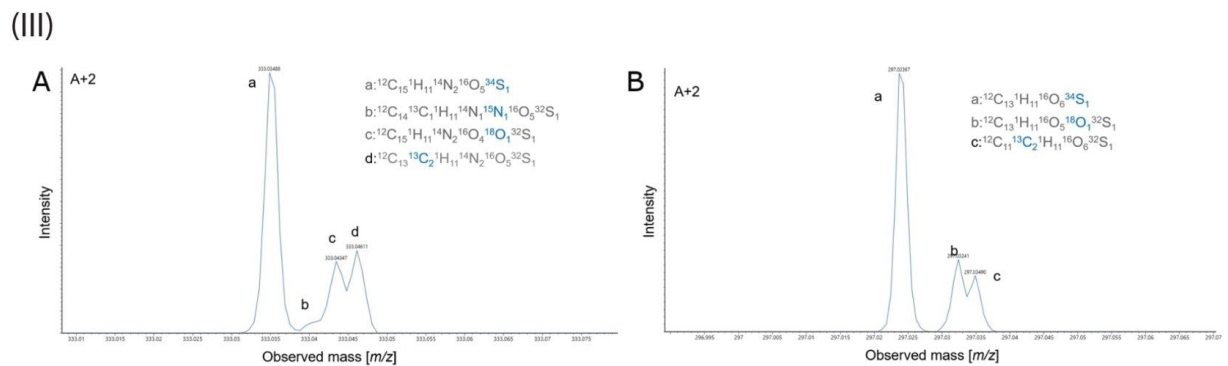 (III)
A
A+2
Intensity
333.03488
a
b
c
333.04347
d
333.04611
a:¹²C₁₅¹H₁₁¹⁴N₂¹⁶O₅³⁴S₁
b:¹²C₁₄¹³C₁¹H₁₁¹⁴N₁¹⁵N₁¹⁶O₅³²S₁
c:¹²C₁₅¹H₁₁¹⁴N₂¹⁶O₄¹⁸O₁³²S₁
d:¹²C₁₃¹³C₂¹H₁₁¹⁴N₂¹⁶O₅³²S₁
333.01 333.015 333.02 333.025 333.03 333.035 333.04 333.045 333.05 333.055 333.06 333.065 333.07 333.075
Observed mass [m/z]
B
A+2
Intensity
297.02387
a
b
c
297.03490
a:¹²C₁₃¹H₁₁¹⁶O₆³⁴S₁
b:¹²C₁₃¹H₁₁¹⁶O₅¹⁸O₁³²S₁
c:¹²C₁₁¹³C₂¹H₁₁¹⁶O₆³²S₁
296.995 297 297.005 297.01 297.015 297.02 297.025 297.03 297.035 297.04 297.045 297.05 297.055 297.06 297.065 297.07
Observed mass [m/z]